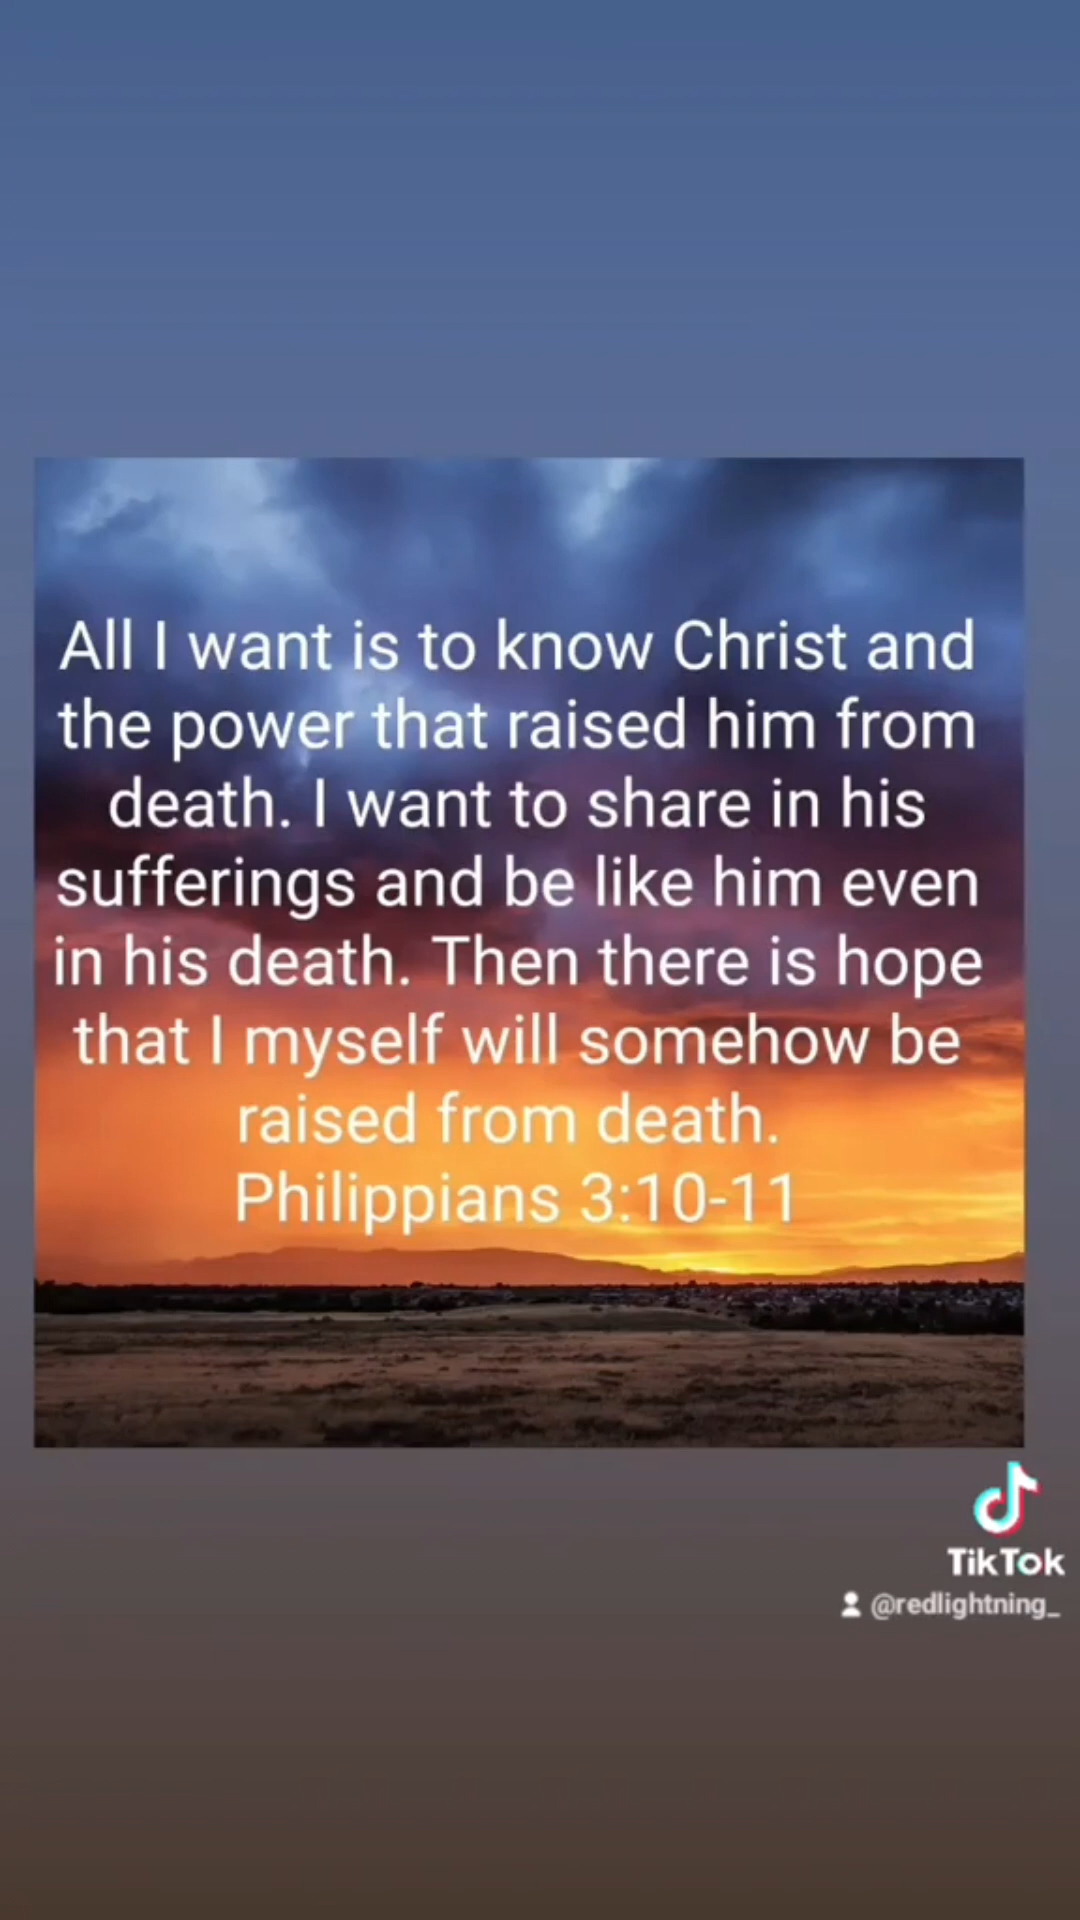 All I want is to know Christ and
the power that raised him from
death. I want to share in his
sufferings and be like him even
in his death. Then there is hope
that I myself will somehow be
raised from death.
Philippians 3:10-11
TikTok
@redlightning_